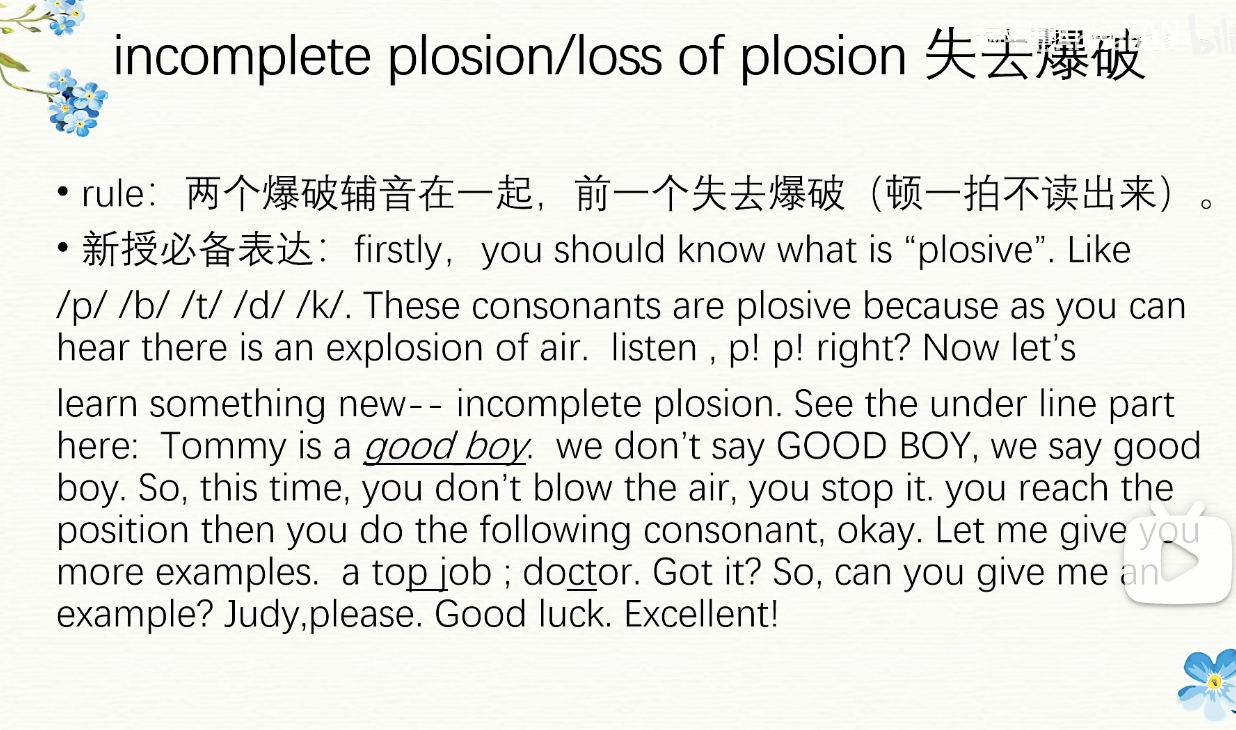 incomplete plosion/loss of plosion 失去爆破
• rule：两个爆破辅音在一起，前一个失去爆破（顿一拍不读出来）。
• 新授必备表达：firstly，you should know what is “plosive”. Like
/p/ /b/ /t/ /d/ /k/. These consonants are plosive because as you can
hear there is an explosion of air. listen , p! p! right? Now let’s
learn something new-- incomplete plosion. See the under line part
here: Tommy is a good boy. we don’t say GOOD BOY, we say good
boy. So, this time, you don’t blow the air, you stop it. you reach the
position then you do the following consonant, okay. Let me give you
more examples. a top job ; doctor. Got it? So, can you give me an
example? Judy,please. Good luck. Excellent!